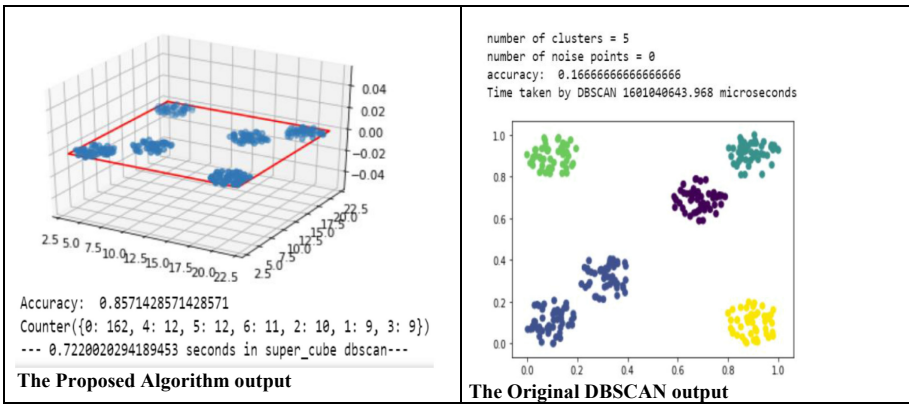 0.04
0.02
0.00
−0.02
−0.04
2.5 5.0 7.5 10.0 12.5 15.0 17.5 20.0 22.5
2.5 5.0 7.5 10.0 12.5 15.0 17.5 20.0 22.5
Accuracy: 0.8571428571428571
Counter({0: 162, 4: 12, 5: 12, 6: 11, 2: 10, 1: 9, 3: 9})
--- 0.7220020294189453 seconds in super_cube dbscan---
The Proposed Algorithm output
number of clusters = 5
number of noise points = 0
accuracy: 0.16666666666666666
Time taken by DBSCAN 1601040643.968 microseconds
1.0
0.8
0.6
0.4
0.2
0.0
0.0 0.2 0.4 0.6 0.8 1.0
The Original DBSCAN output